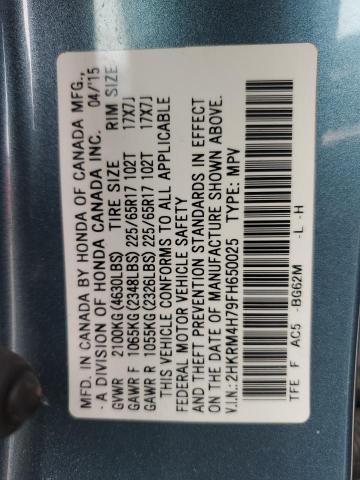 MFD. IN CANADA BY HONDA OF CANADA MFG.,
A DIVISION OF HONDA CANADA INC. 04/15
GVWR 2100KG (4630LBS) TIRE SIZE RIM SIZE
GAWR F 1065KG (2348LBS) 225/65R17 102T 17X7J
GAWR R 1055KG (2326LBS) 225/65R17 102T 17X7J
THIS VEHICLE CONFORMS TO ALL APPLICABLE
FEDERAL MOTOR VEHICLE SAFETY
AND THEFT PREVENTION STANDARDS IN EFFECT
ON THE DATE OF MANUFACTURE SHOWN ABOVE.
V.I.N.: 2HKRM4H79FH650025 TYPE: MPV
TFE F AC5 -BG62M -L -H